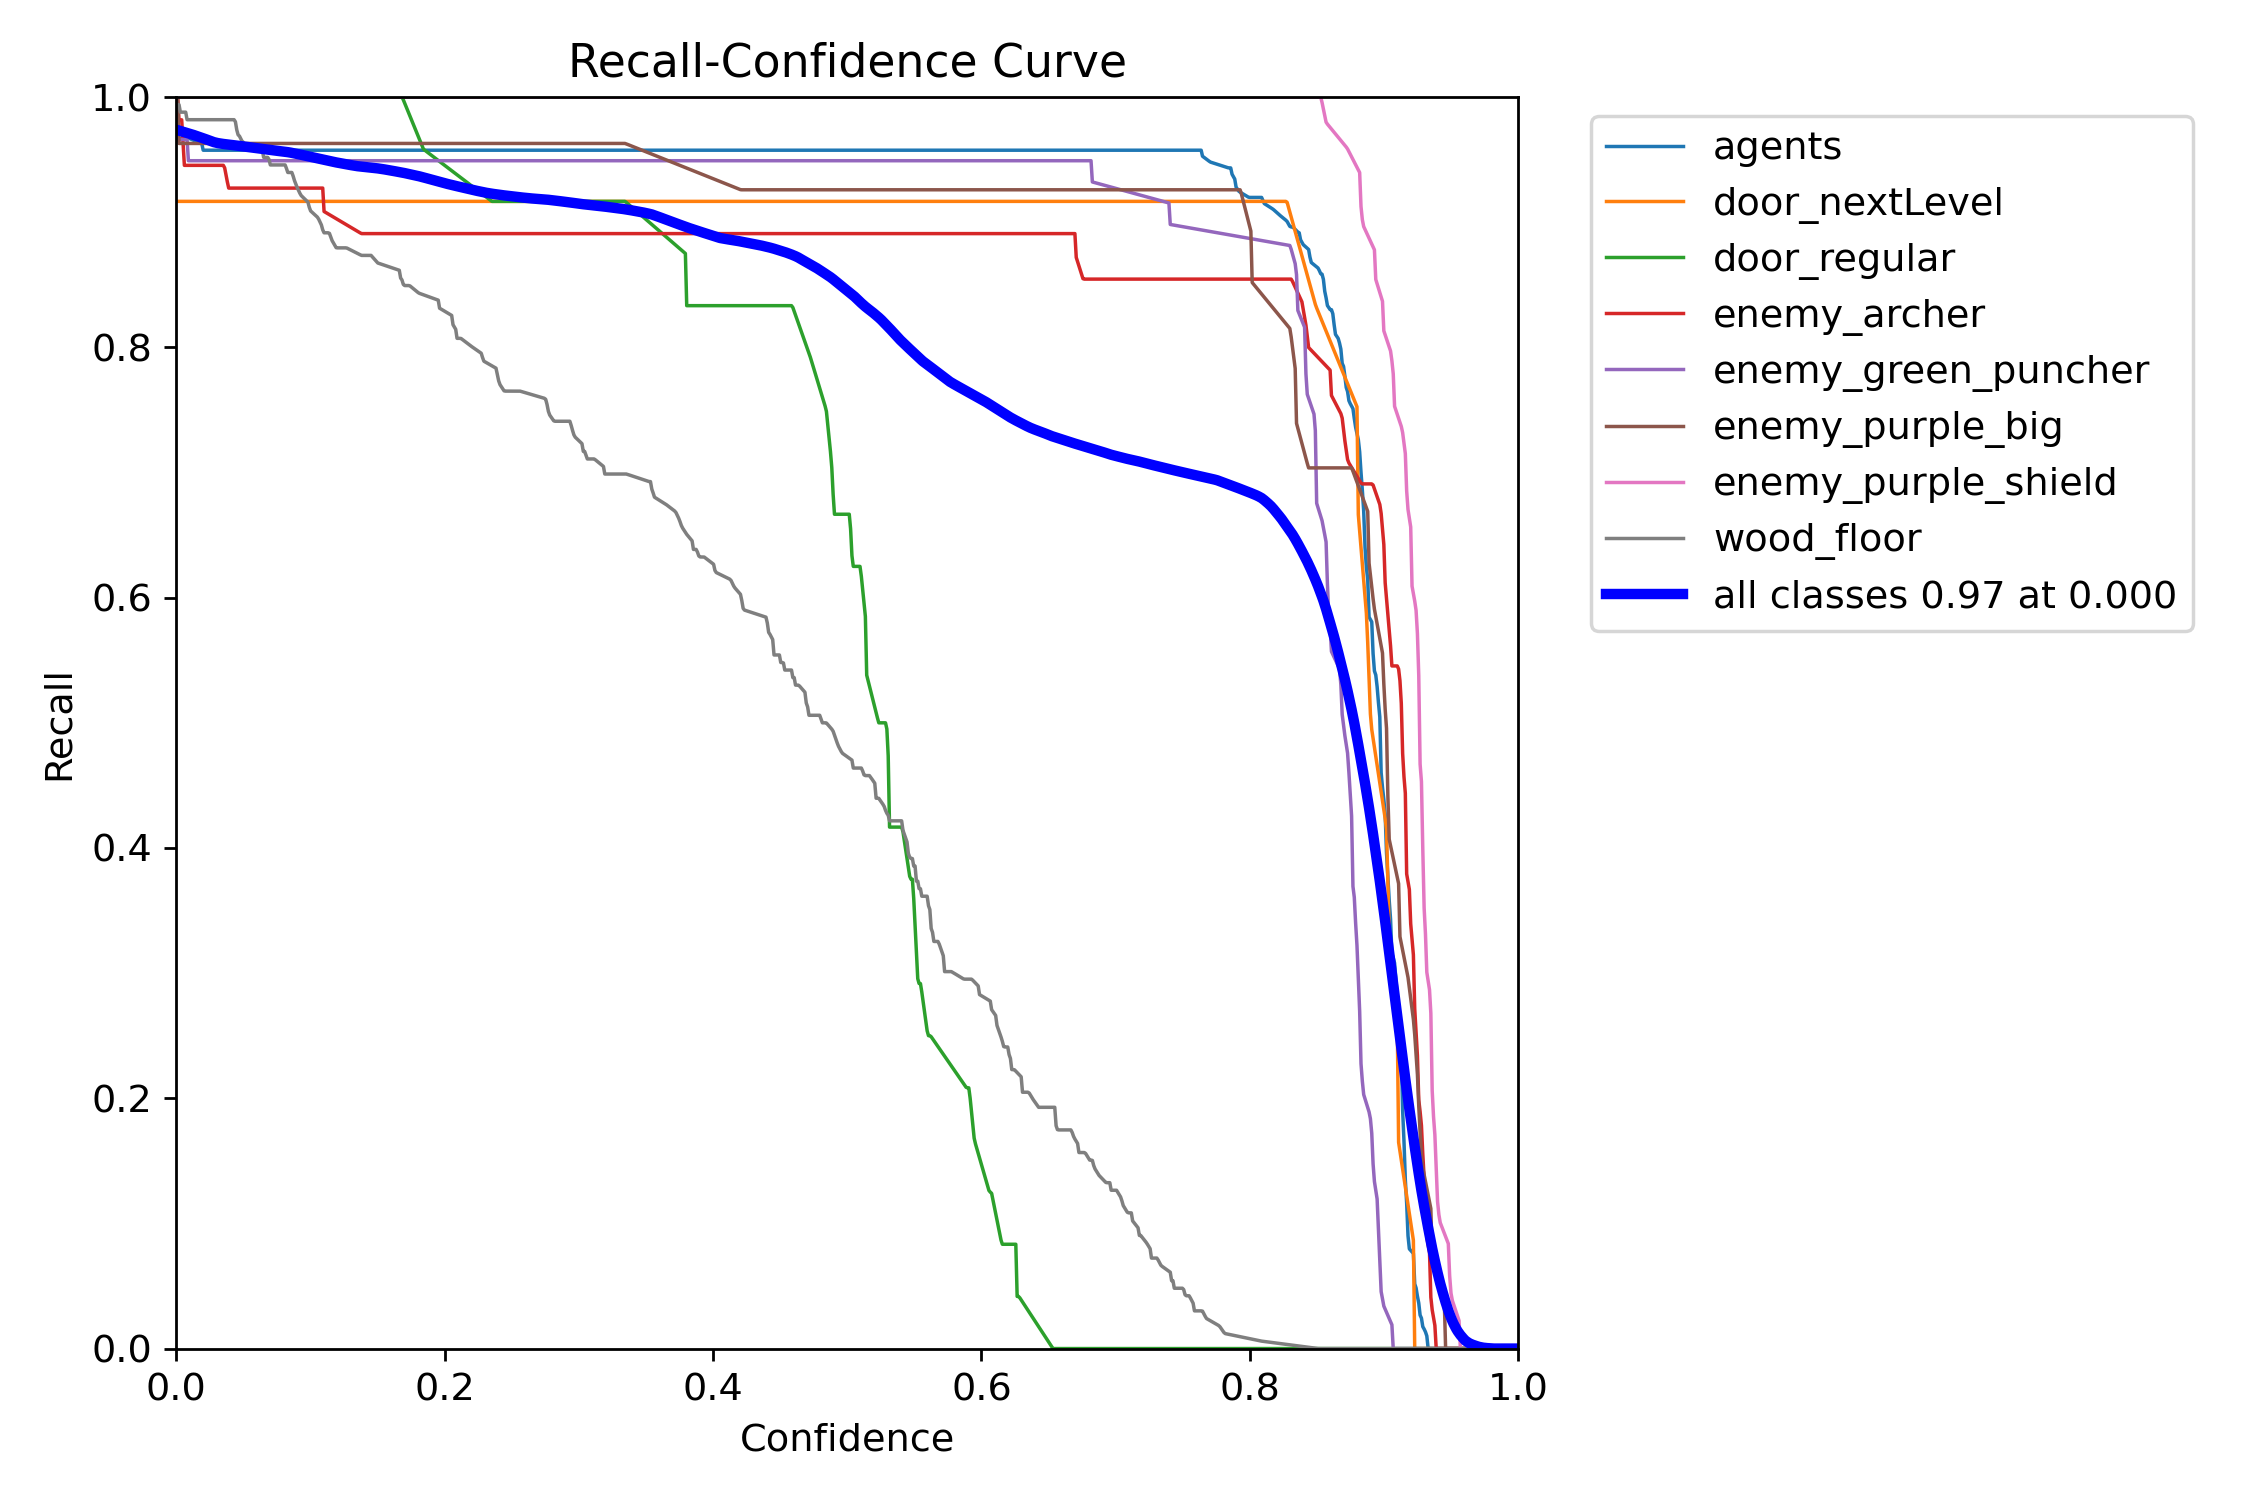 Recall-Confidence Curve
1.0
0.8
0.6
0.4
0.2
0.0
Recall
0.0 0.2 0.4 0.6 0.8 1.0
Confidence
agents
door_nextLevel
door_regular
enemy_archer
enemy_green_puncher
enemy_purple_big
enemy_purple_shield
wood_floor
all classes 0.97 at 0.000